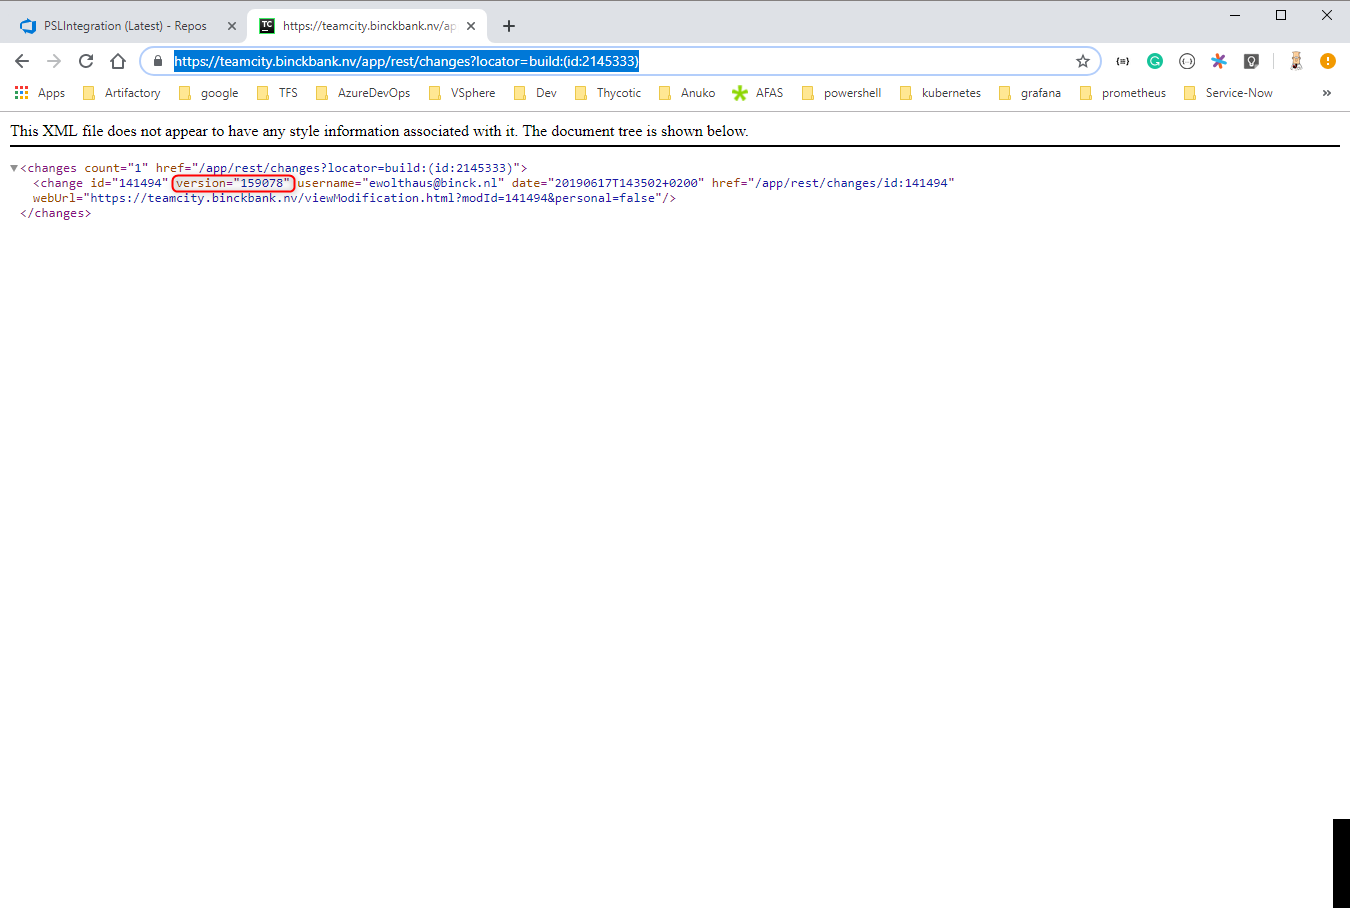 PSLIntegration (Latest) - Repos
https://teamcity.binckbank.nv/ap
https://teamcity.binckbank.nv/app/rest/changes?locator=build:(id:2145333)
Apps Artifactory google TFS AzureDevOps VSphere Dev Thycotic Anuko AFAS powershell kubernetes grafana prometheus Service-Now »
This XML file does not appear to have any style information associated with it. The document tree is shown below.
<changes count="1" href="/app/rest/changes?locator=build:(id:2145333)">
<change id="141494" version="159078" username="ewolthaus@binck.nl" date="20190617T143502+0200" href="/app/rest/changes/id:141494"
webUrl="https://teamcity.binckbank.nv/viewModification.html?modId=141494&personal=false"/>
</changes>